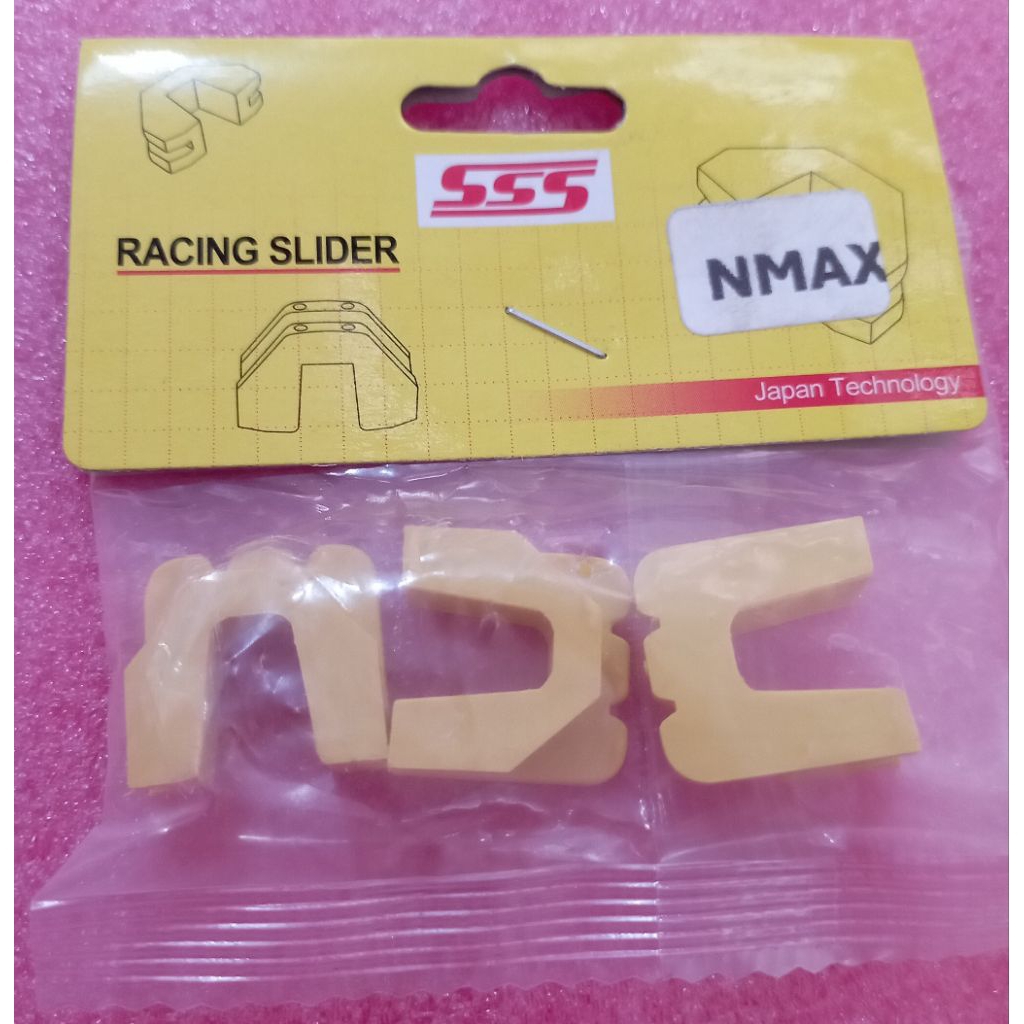 SSS
RACING SLIDER
NMAX
Japan Technology